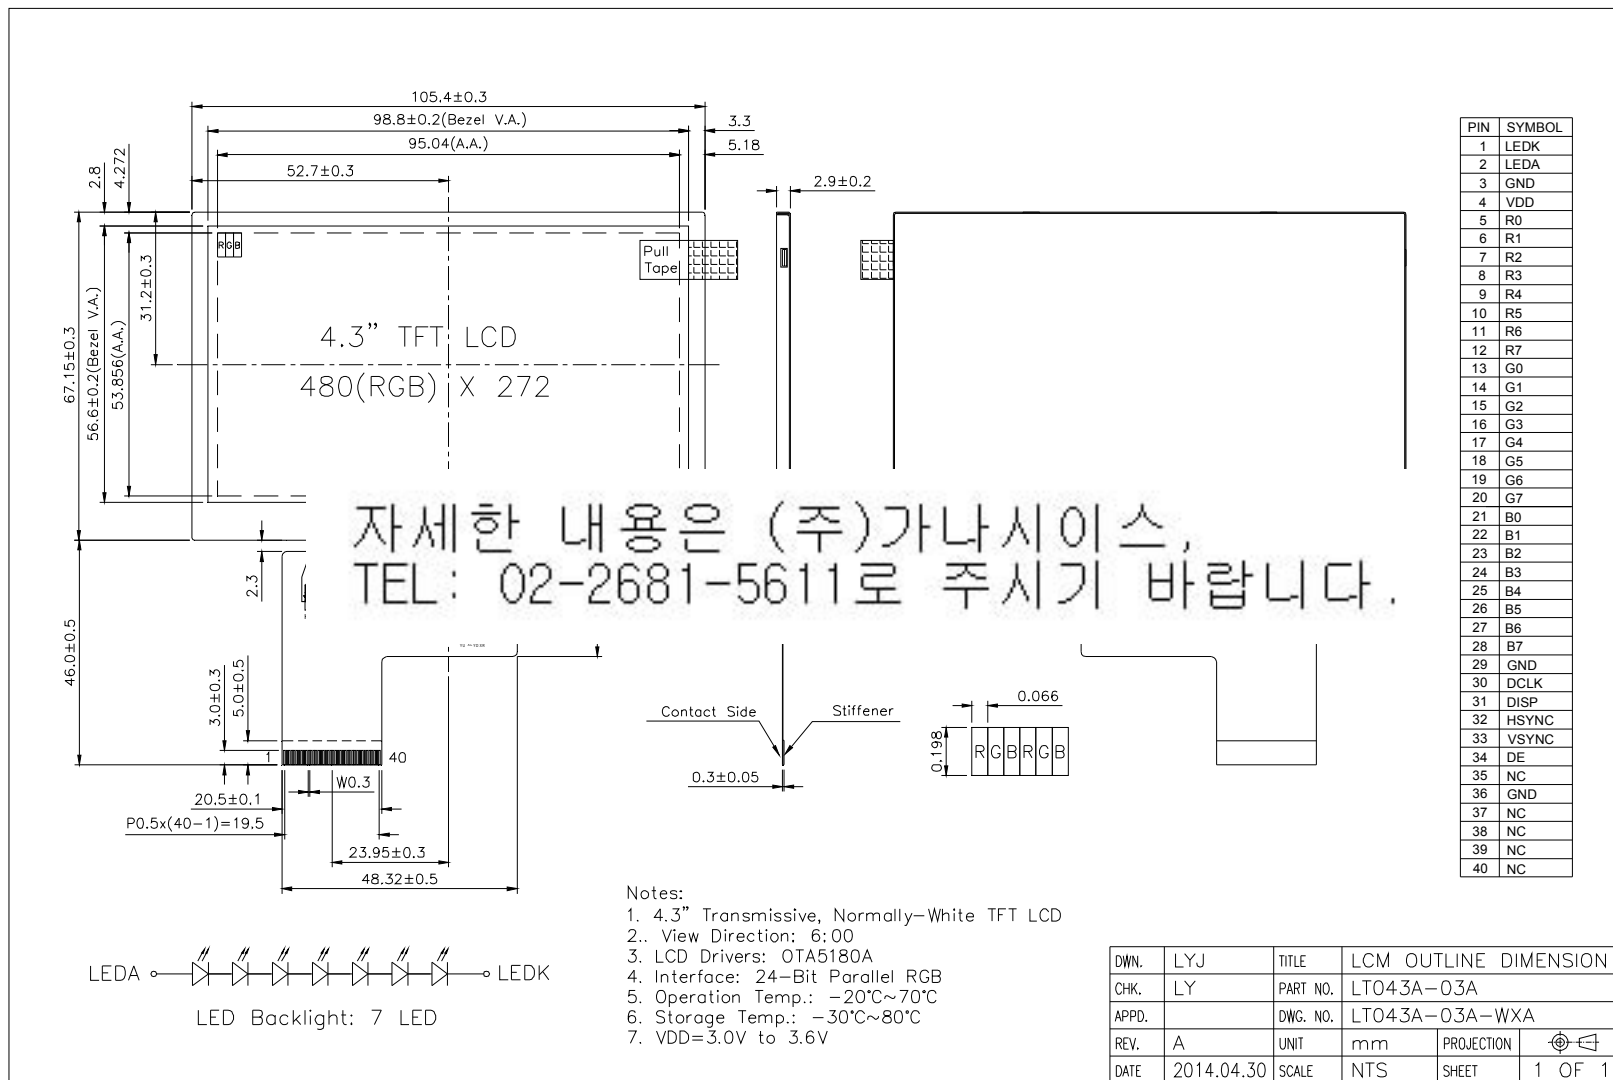 105.4±0.3
98.8±0.2(Bezel V.A.)
3.3
95.04(A.A.)
5.18
52.7±0.3
2.8
4.272
2.9±0.2
67.15±0.3
56.6±0.2(Bezel V.A.)
53.856(A.A.)
31.2±0.3
R G B
Pull
Tape
4.3” TFT LCD
480(RGB) X 272
자세한 내용은 (주)가나시이스,
TEL: 02-2681-5611로 주시기 바랍니다.
2.3
46.0±0.5
3.0±0.3
5.0±0.5
1
40
W0.3
20.5±0.1
P0.5x(40-1)=19.5
23.95±0.3
48.32±0.5
Contact Side
Stiffener
0.3±0.05
0.066
0.198
R G B R G B
PIN SYMBOL
1 LEDK
2 LEDA
3 GND
4 VDD
5 R0
6 R1
7 R2
8 R3
9 R4
10 R5
11 R6
12 R7
13 G0
14 G1
15 G2
16 G3
17 G4
18 G5
19 G6
20 G7
21 B0
22 B1
23 B2
24 B3
25 B4
26 B5
27 B6
28 B7
29 GND
30 DCLK
31 DISP
32 HSYNC
33 VSYNC
34 DE
35 NC
36 GND
37 NC
38 NC
39 NC
40 NC
LEDA
LEDK
LED Backlight: 7 LED
Notes:
1. 4.3” Transmissive, Normally-White TFT LCD
2.. View Direction: 6:00
3. LCD Drivers: OTA5180A
4. Interface: 24-Bit Parallel RGB
5. Operation Temp.: -20°C~70°C
6. Storage Temp.: -30°C~80°C
7. VDD=3.0V to 3.6V
DWN. LYJ TITLE LCM OUTLINE DIMENSION
CHK. LY PART NO. LT043A-03A
APPD. DWG. NO. LT043A-03A-WXA
REV. A UNIT mm PROJECTION
DATE 2014.04.30 SCALE NTS SHEET 1 OF 1